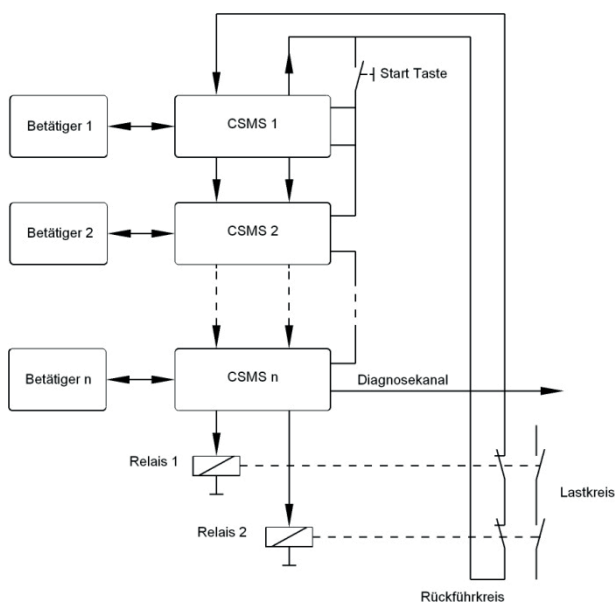 Start Taste
Betätiger 1
CSMS 1
Betätiger 2
CSMS 2
Betätiger n
CSMS n
Diagnosekanal
Relais 1
Lastkreis
Relais 2
Rückführkreis